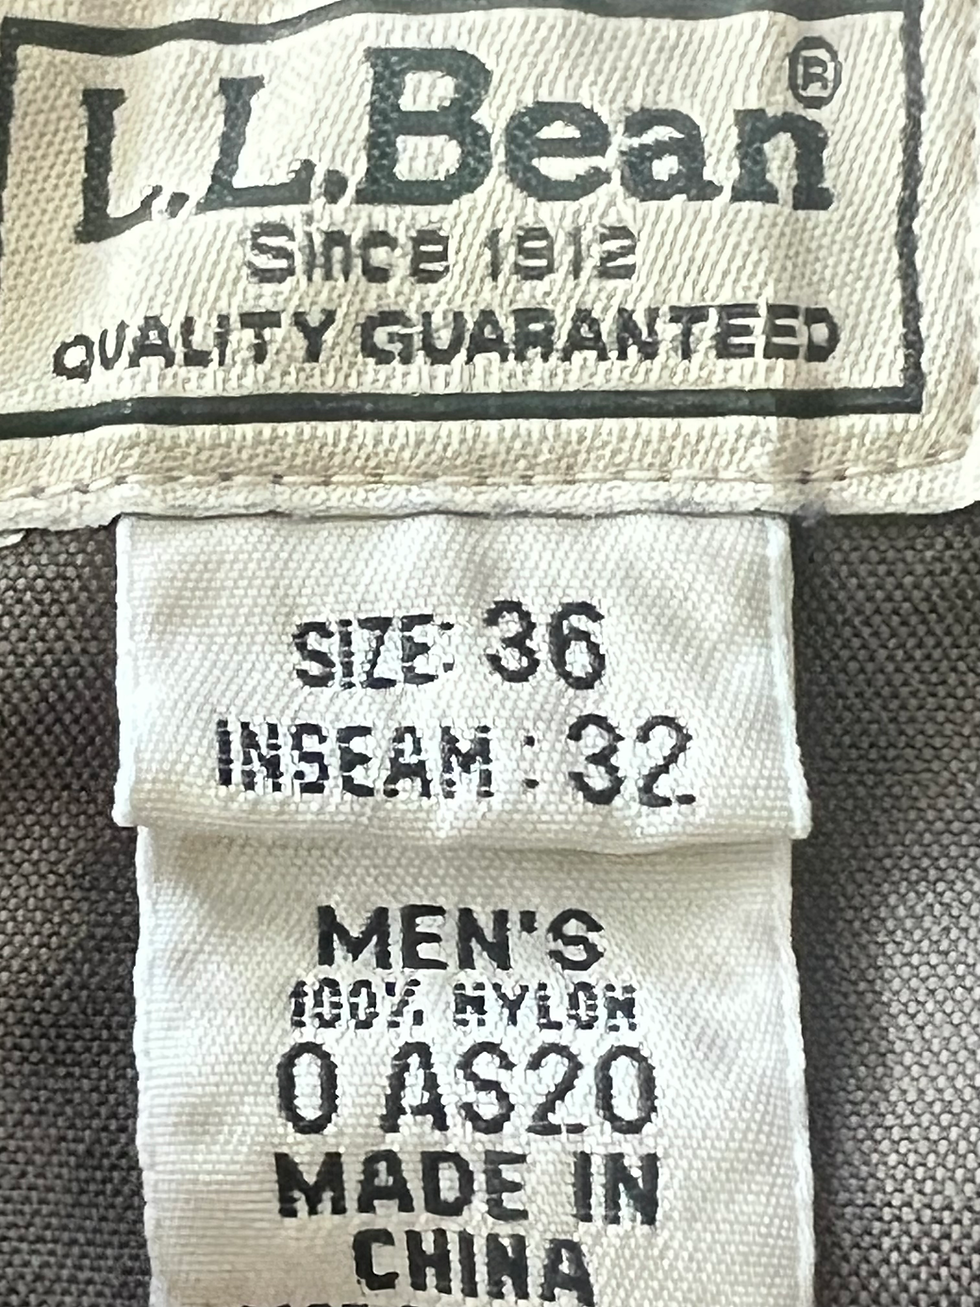 L.L.Bean®
Since 1912
QUALITY GUARANTEED
SIZE: 36
INSEAM : 32
MEN'S
100% NYLON
0 AS20
MADE IN
CHINA